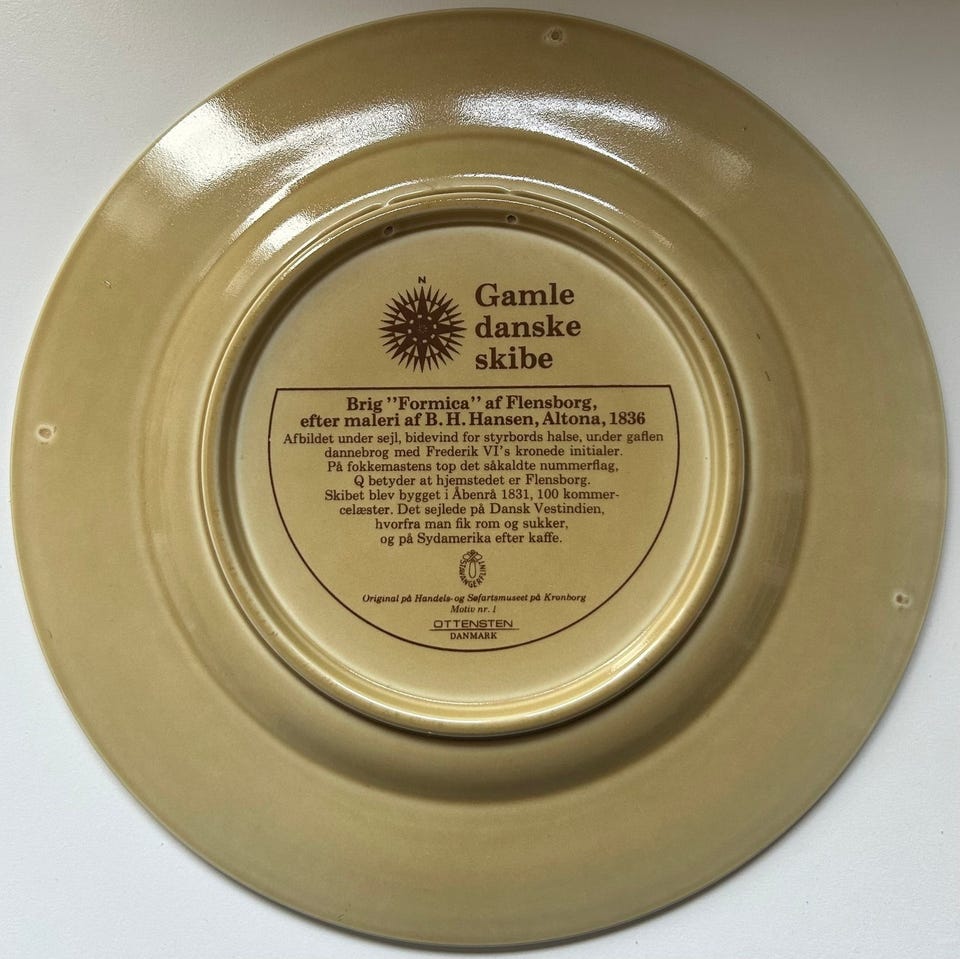 N
Gamle
danske
skibe
Brig "Formica" af Flensborg,
efter maleri af B. H. Hansen, Altona, 1836
Afbildet under sejl, bidevind for styrbords halse, under gaflen
dannebrog med Frederik VI's kronede initialer.
På fokkemastens top det såkaldte nummerflag,
Q betyder at hjemstedet er Flensborg.
Skibet blev bygget i Åbenrå 1831, 100 kommer-
celæster. Det sejlede på Dansk Vestindien,
hvorfra man fik rom og sukker,
og på Sydamerika efter kaffe.
STAVANGERFLINT
Original på Handels- og Søfartsmuseet på Kronborg
Motiv nr. 1
OTTENSTEN
DANMARK